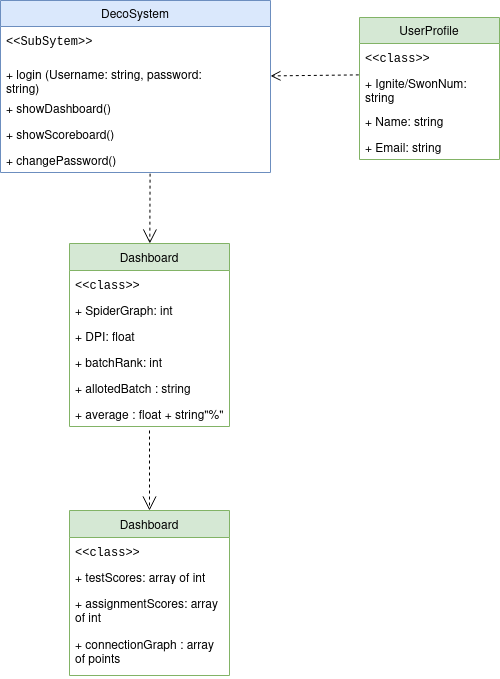 DecoSystem
<<SubSytem>>
+ login (Username: string, password:
string)
+ showDashboard()
+ showScoreboard()
+ changePassword()
UserProfile
<<class>>
+ Ignite/SwonNum:
string
+ Name: string
+ Email: string
Dashboard
<<class>>
+ SpiderGraph: int
+ DPI: float
+ batchRank: int
+ allotedBatch : string
+ average : float + string"%"
Dashboard
<<class>>
+ testScores: array of int
+ assignmentScores: array
of int
+ connectionGraph : array
of points